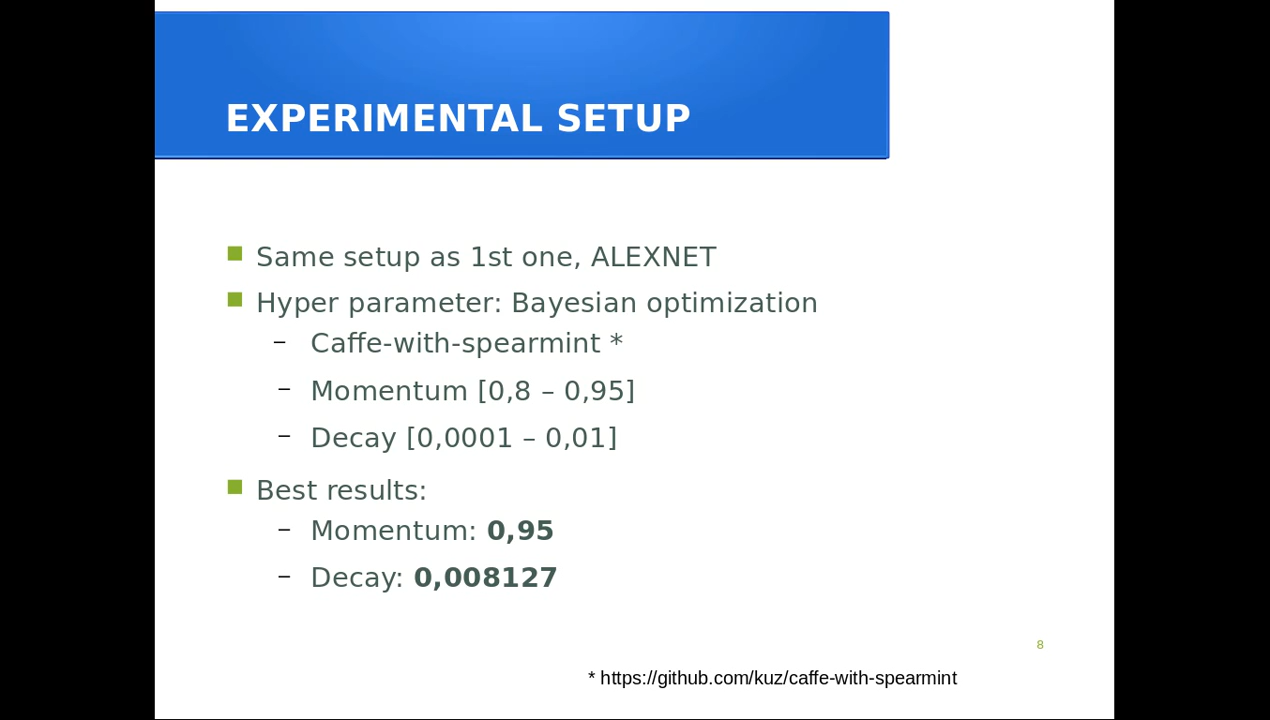 EXPERIMENTAL SETUP
Same setup as 1st one, ALEXNET
Hyper parameter: Bayesian optimization
– Caffe-with-spearmint *
– Momentum [0,8 – 0,95]
– Decay [0,0001 – 0,01]
Best results:
– Momentum: 0,95
– Decay: 0,008127
8
* https://github.com/kuz/caffe-with-spearmint